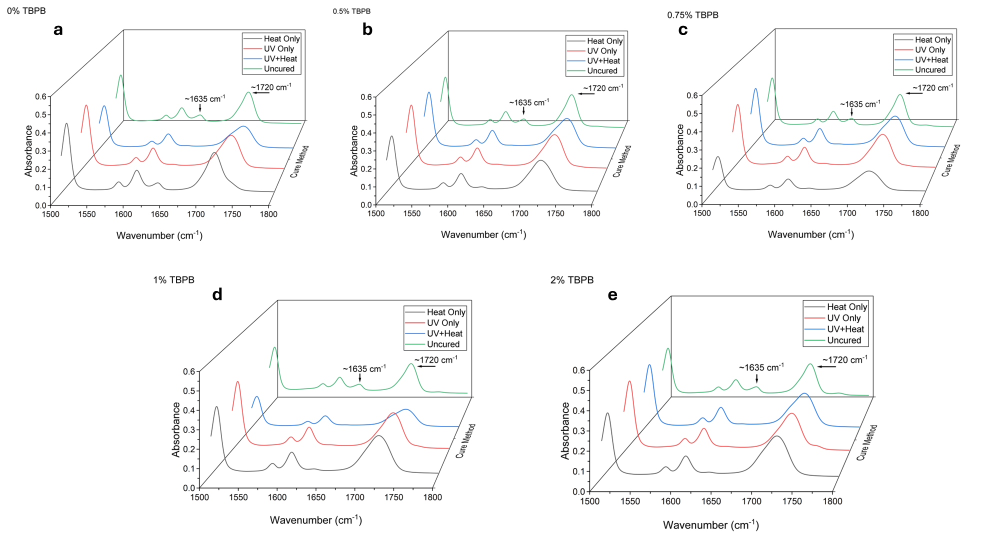 0% TBPB
a
Heat Only
UV Only
UV+Heat
Uncured
~1720 cm-1
~1635 cm-1
0.6
0.5
0.4
0.3
0.2
0.1
0.0
Absorbance
Cure Method
1500 1550 1600 1650 1700 1750 1800
Wavenumber (cm-1)
0.5% TBPB
b
Heat Only
UV Only
UV+Heat
Uncured
~1720 cm-1
~1635 cm-1
0.6
0.5
0.4
0.3
0.2
0.1
0.0
Absorbance
Cure Method
1500 1550 1600 1650 1700 1750 1800
Wavenumber (cm-1)
0.75% TBPB
c
Heat Only
UV Only
UV+Heat
Uncured
~1720 cm-1
~1635 cm-1
0.6
0.5
0.4
0.3
0.2
0.1
0.0
Absorbance
Cure Method
1500 1550 1600 1650 1700 1750 1800
Wavenumber (cm-1)
1% TBPB
d
Heat Only
UV Only
UV+Heat
Uncured
~1720 cm-1
~1635 cm-1
0.6
0.5
0.4
0.3
0.2
0.1
0.0
Absorbance
Cure Method
1500 1550 1600 1650 1700 1750 1800
Wavenumber (cm-1)
2% TBPB
e
Heat Only
UV Only
UV+Heat
Uncured
~1720 cm-1
~1635 cm-1
0.6
0.5
0.4
0.3
0.2
0.1
0.0
Absorbance
Cure Method
1500 1550 1600 1650 1700 1750 1800
Wavenumber (cm-1)